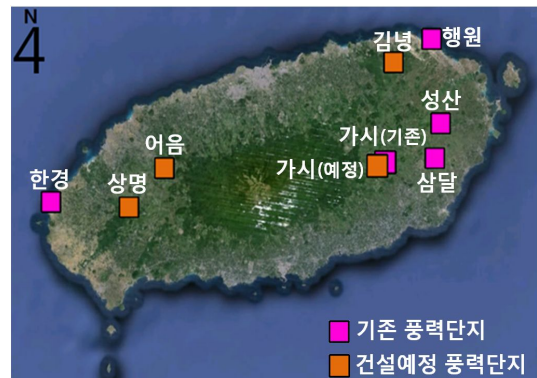 N
4
김녕
행원
성산
가시(기존)
어음
가시(예정)
삼달
한경
상명
기존 풍력단지
건설예정 풍력단지